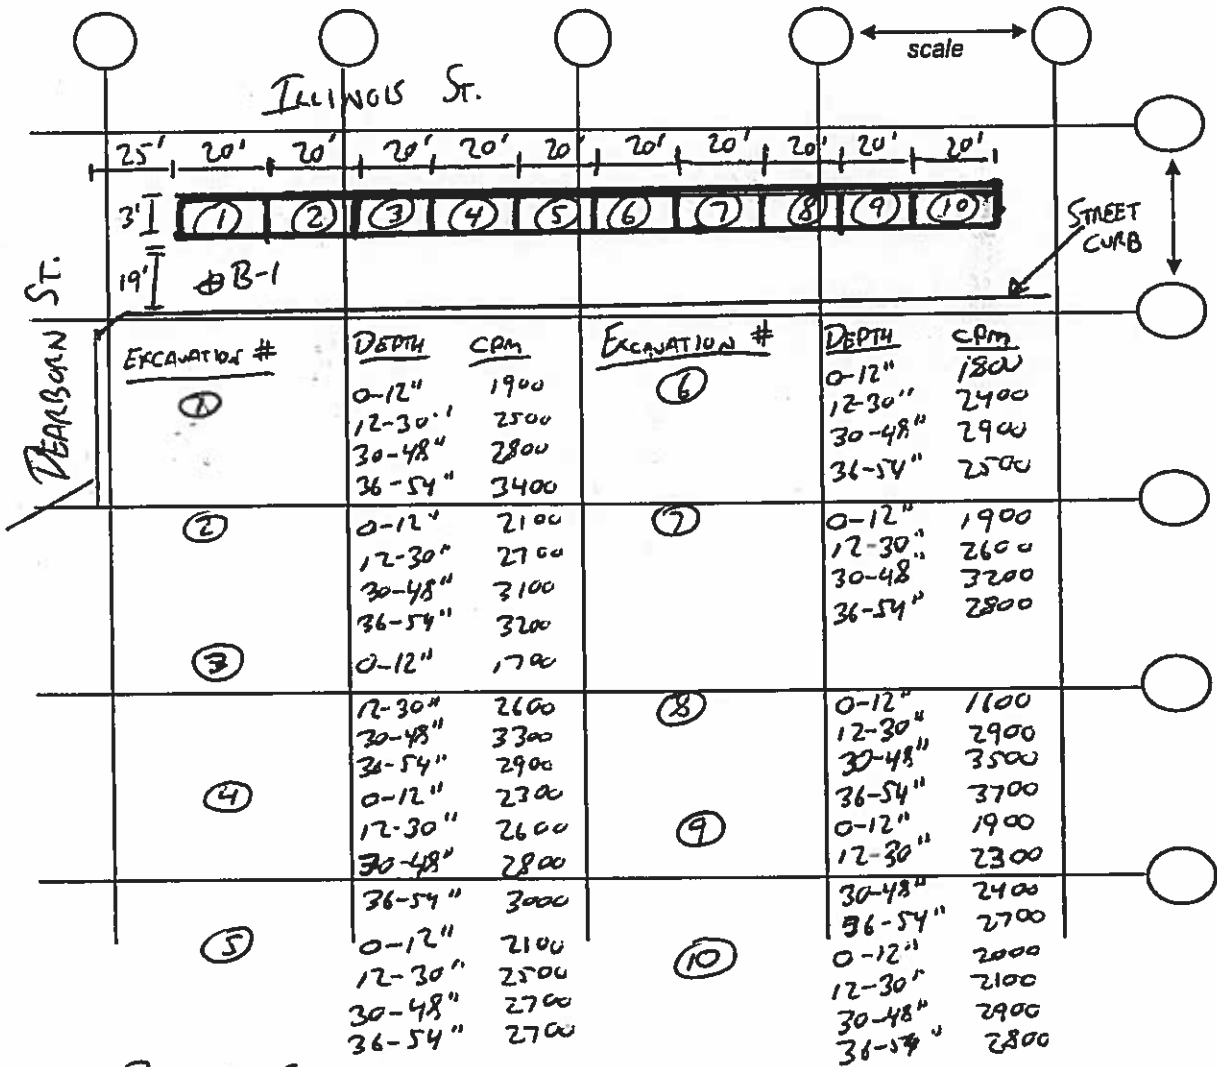 scale
ILLINOIS ST.
25' 20' 20' 20' 20' 20' 20' 20' 20' 20' 20'
3' 1 2 3 4 5 6 7 8 9 10
STREET
CURB
19' B-1
DEARBORN ST.
EXCAVATION # DEPTH CPM
1 0-12" 1900
12-30" 2500
30-48" 2800
36-54" 3400
2 0-12" 2100
12-30" 2700
30-48" 3100
36-54" 3200
3 0-12" 1700
12-30" 2600
30-48" 3300
36-54" 2900
4 0-12" 2300
12-30" 2600
30-48" 2800
36-54" 3000
5 0-12" 2100
12-30" 2500
30-48" 2700
36-54" 2700
EXCAVATION # DEPTH CPM
6 0-12" 1800
12-30" 2400
30-48" 2900
36-54" 2500
7 0-12" 1900
12-30" 2600
30-48" 3200
36-54" 2800
8 0-12" 1600
12-30" 2900
30-48" 3500
36-54" 3700
9 0-12" 1900
12-30" 2300
30-48" 2400
36-54" 2700
10 0-12" 2000
12-30" 2100
30-48" 2900
36-54" 2800